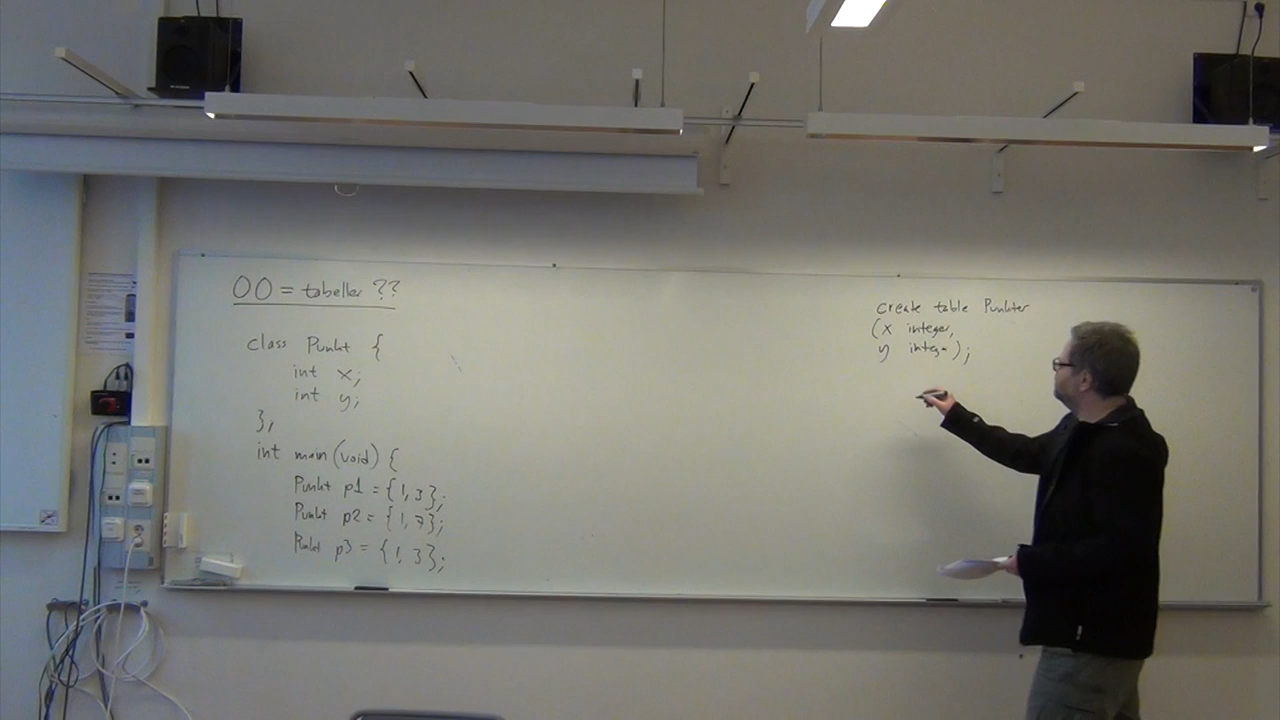 OO = tabeller ??
class Punkt {
int x;
int y;
};
int main (void) {
Punkt p1 = {1, 3};
Punkt p2 = {1, 7};
Punkt p3 = {1, 3};
create table Punkter
(x integer,
y integer);